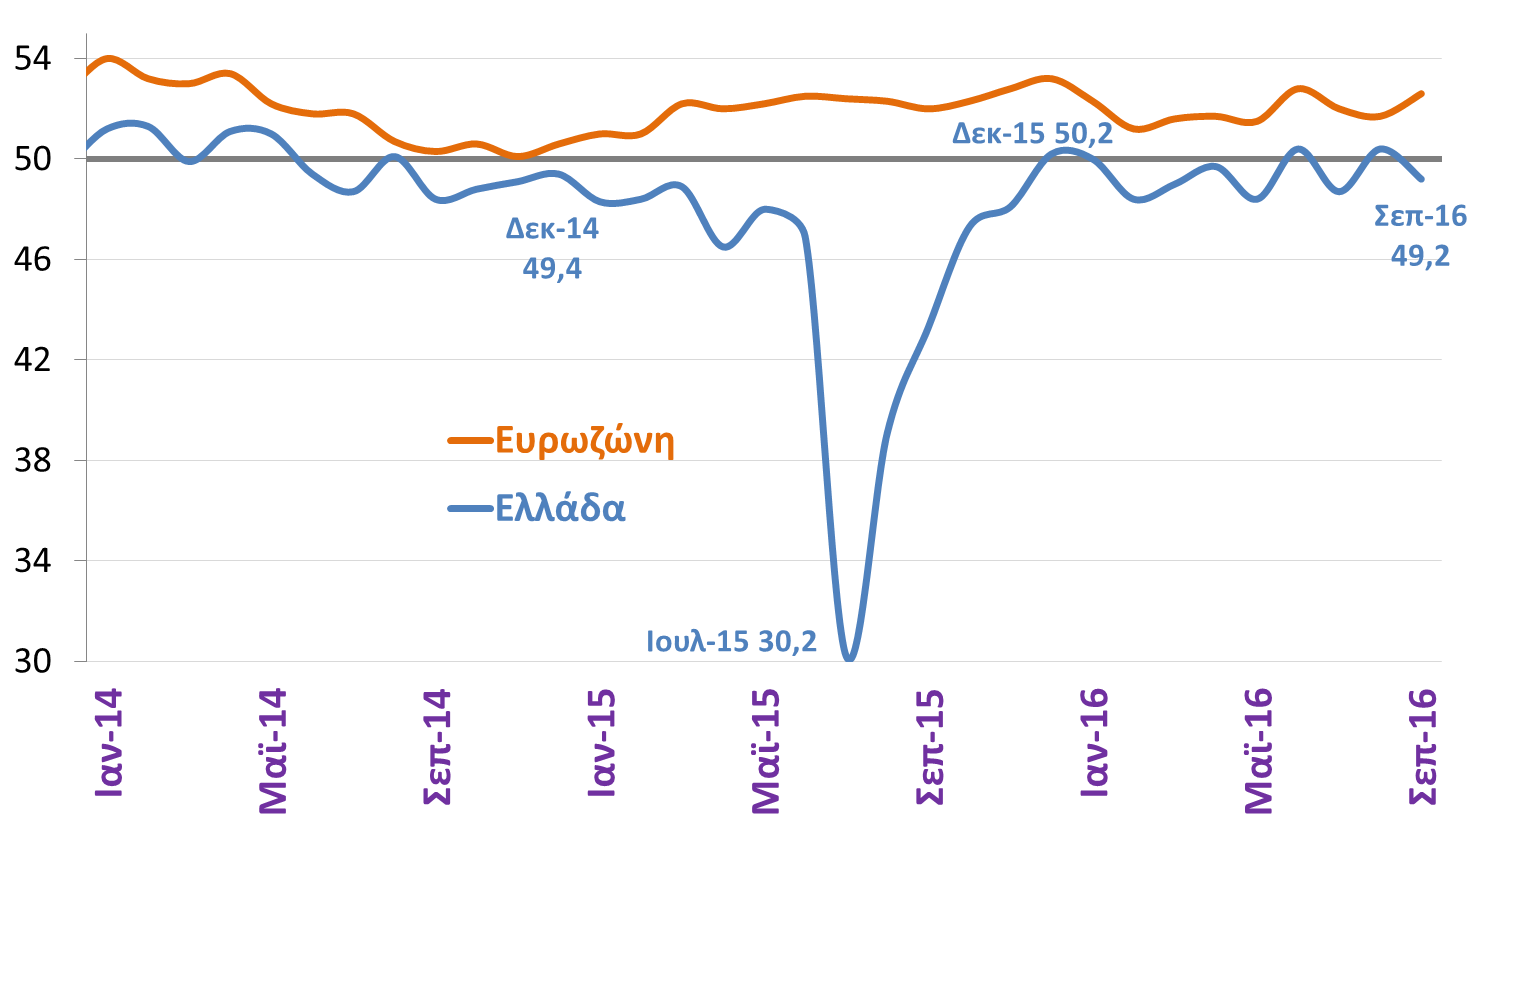 54
50
46
42
38
34
30
Δεκ-15 50,2
Δεκ-14
49,4
Σεπ-16
49,2
Ευρωζώνη
Ελλάδα
Ιουλ-15 30,2
Ιαν-14
Μαϊ-14
Σεπ-14
Ιαν-15
Μαϊ-15
Σεπ-15
Ιαν-16
Μαϊ-16
Σεπ-16